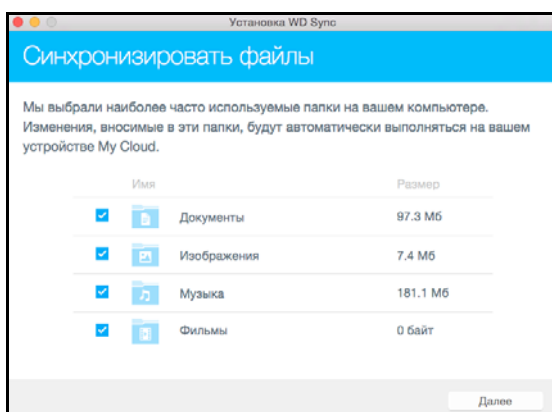 Установка WD Sync
Синхронизировать файлы
Мы выбрали наиболее часто используемые папки на вашем компьютере.
Изменения, вносимые в эти папки, будут автоматически выполняться на вашем
устройстве My Cloud.
Имя Размер
Документы 97.3 Мб
Изображения 7.4 Мб
Музыка 181.1 Мб
Фильмы 0 байт
Далее